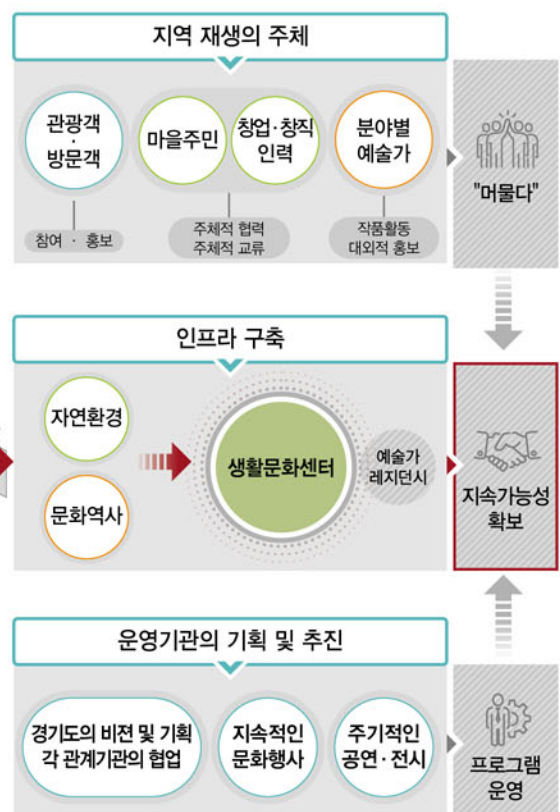 지역 재생의 주체
관광객
·
방문객
마을주민
창업·창직
인력
분야별
예술가
참여 · 홍보
주체적 협력
주체적 교류
작품활동
대외적 홍보
"머물다"
인프라 구축
자연환경
문화역사
생활문화센터
예술가
레지던시
지속가능성
확보
운영기관의 기획 및 추진
경기도의 비젼 및 기획
각 관계기관의 협업
지속적인
문화행사
주기적인
공연·전시
프로그램
운영